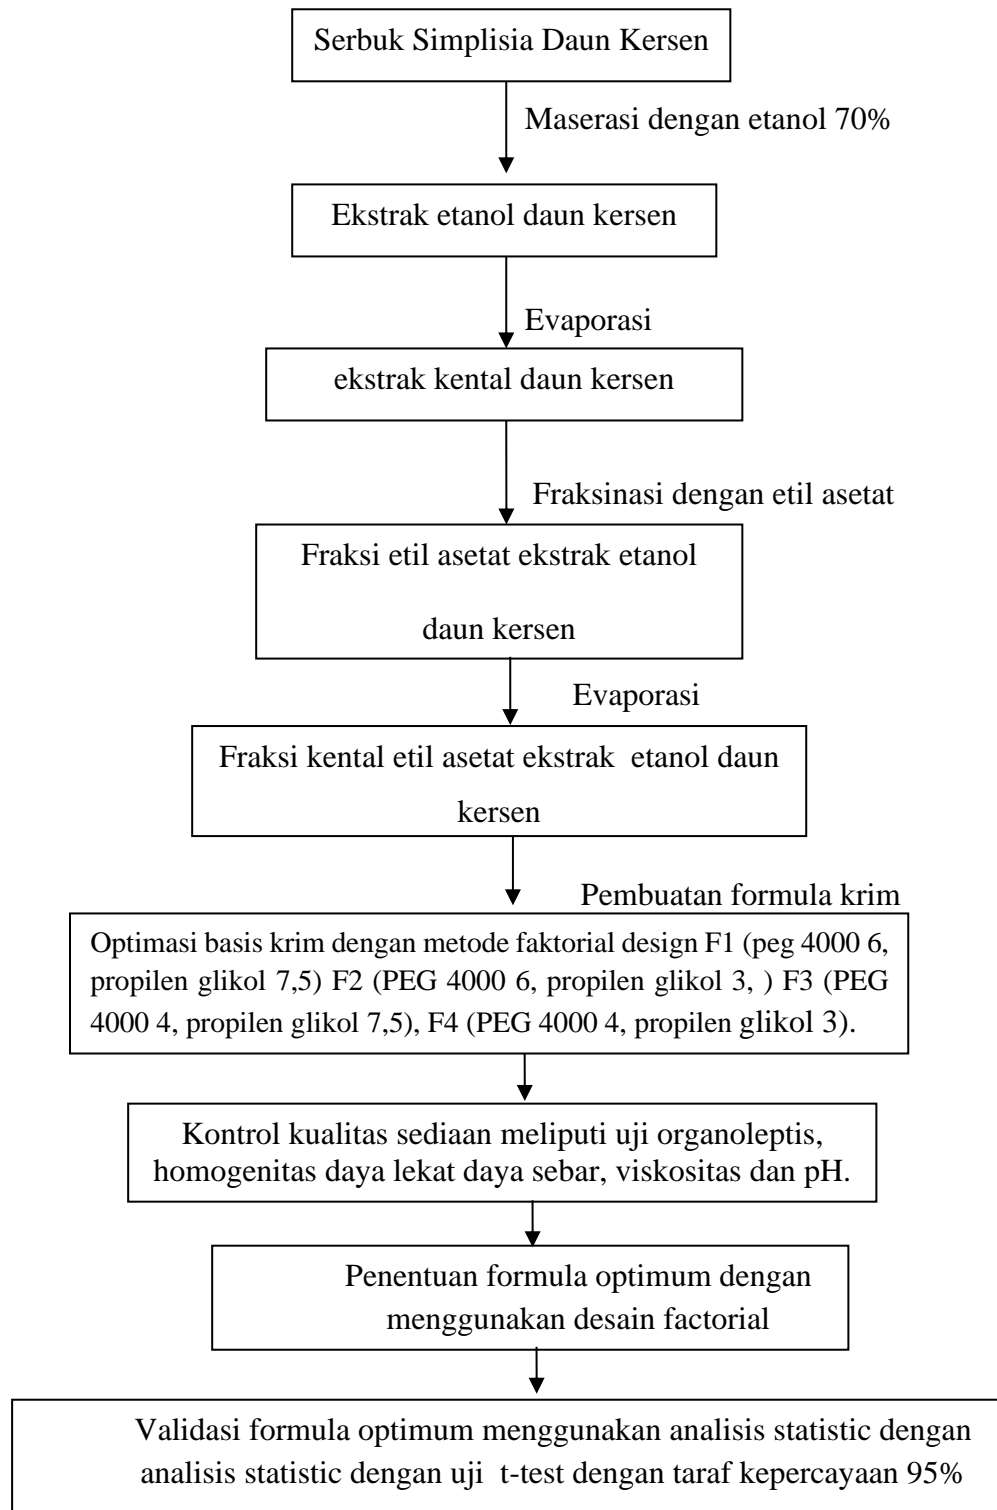 Serbuk Simplisia Daun Kersen
Maserasi dengan etanol 70%
Ekstrak etanol daun kersen
Evaporasi
ekstrak kental daun kersen
Fraksinasi dengan etil asetat
Fraksi etil asetat ekstrak etanol
daun kersen
Evaporasi
Fraksi kental etil asetat ekstrak etanol daun
kersen
Pembuatan formula krim
Optimasi basis krim dengan metode faktorial design F1 (peg 4000 6,
propilen glikol 7,5) F2 (PEG 4000 6, propilen glikol 3, ) F3 (PEG
4000 4, propilen glikol 7,5), F4 (PEG 4000 4, propilen glikol 3).
Kontrol kualitas sediaan meliputi uji organoleptis,
homogenitas daya lekat daya sebar, viskositas dan pH.
Penentuan formula optimum dengan
menggunakan desain factorial
Validasi formula optimum menggunakan analisis statistic dengan
analisis statistic dengan uji t-test dengan taraf kepercayaan 95%